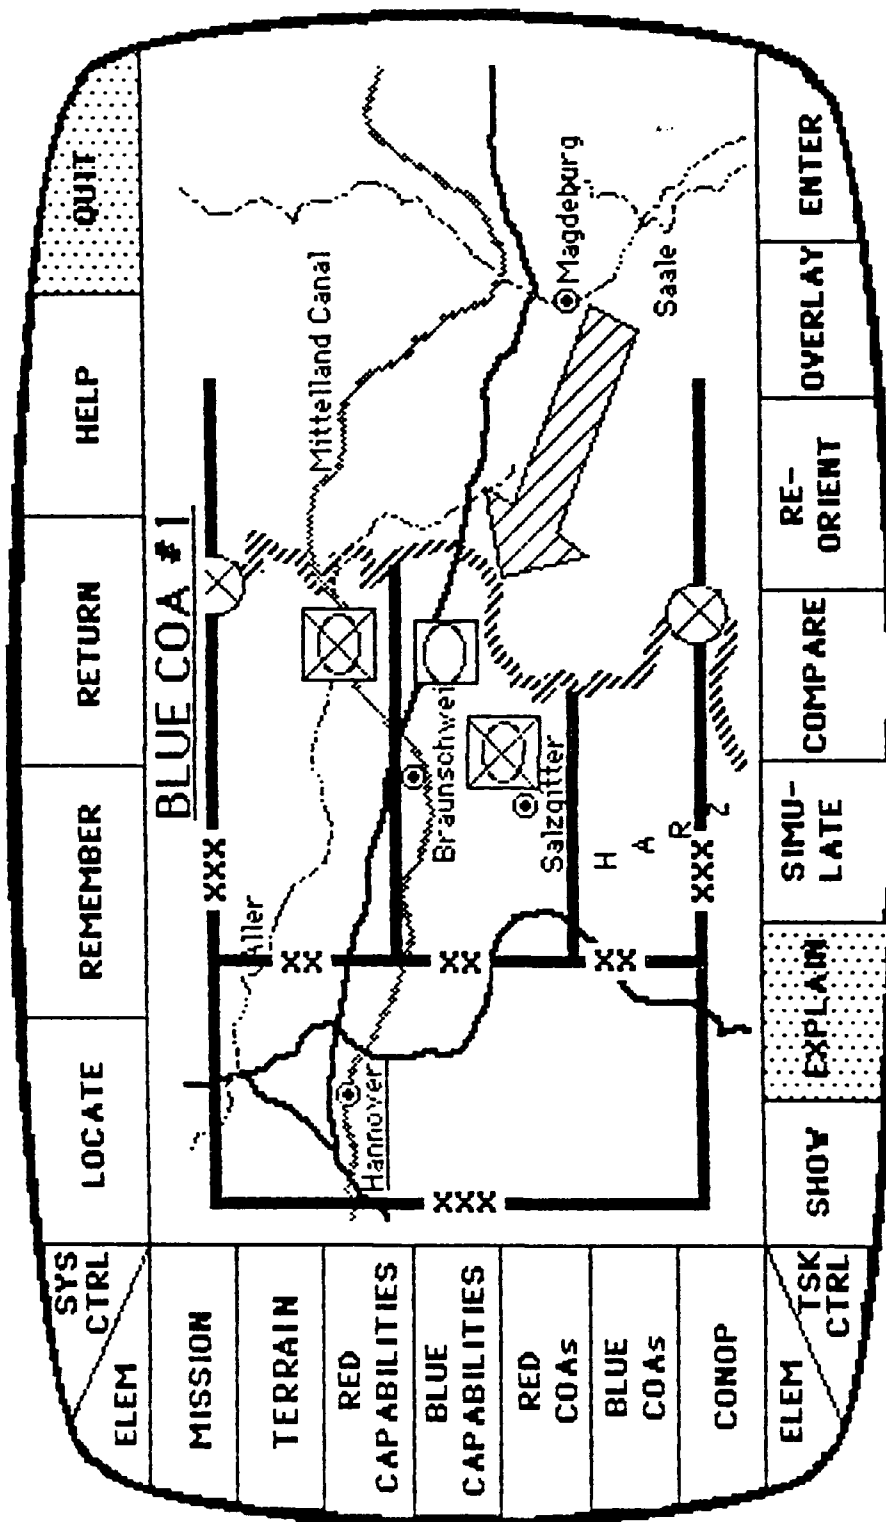 SYS
CTRL
LOCATE
REMEMBER
RETURN
HELP
QUIT
ELEM
MISSION
TERRAIN
RED
CAPABILITIES
BLUE
CAPABILITIES
RED
COAs
BLUE
COAs
CONOP
ELEM
BLUE COA #1
XXX
Aller
Mittelland Canal
XX
Hannover
XXX
XX
Braunschwei
Salzgitter
Magdeburg
XX
H A R Z
Saale
XXX
TSK
CTRL
SHOW
EXPLAIN
SIMU-
LATE
COMPARE
RE-
ORIENT
OVERLAY
ENTER